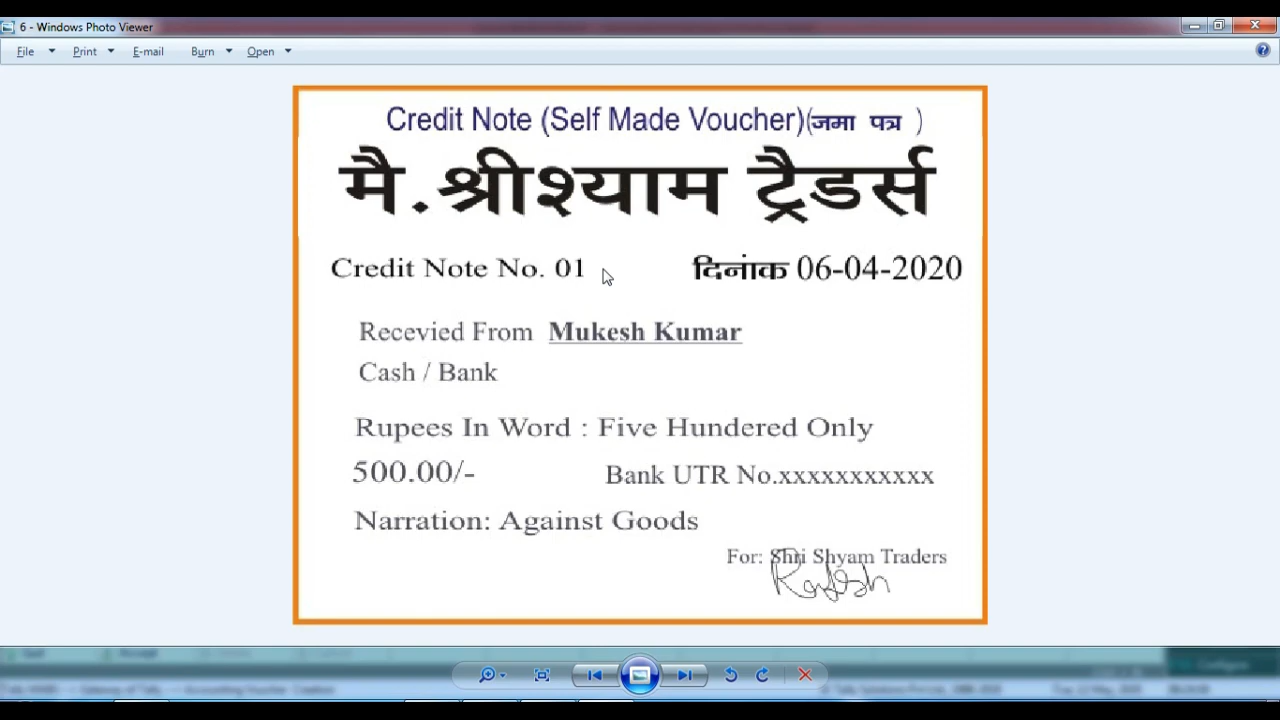 6 - Windows Photo Viewer
File Print E-mail Burn Open
Credit Note (Self Made Voucher)(जमा पत्र )
मै.श्रीश्याम ट्रैडर्स
Credit Note No. 01 दिनांक 06-04-2020
Recevied From Mukesh Kumar
Cash / Bank
Rupees In Word : Five Hundered Only
500.00/- Bank UTR No.xxxxxxxxxxx
Narration: Against Goods
For: Shri Shyam Traders